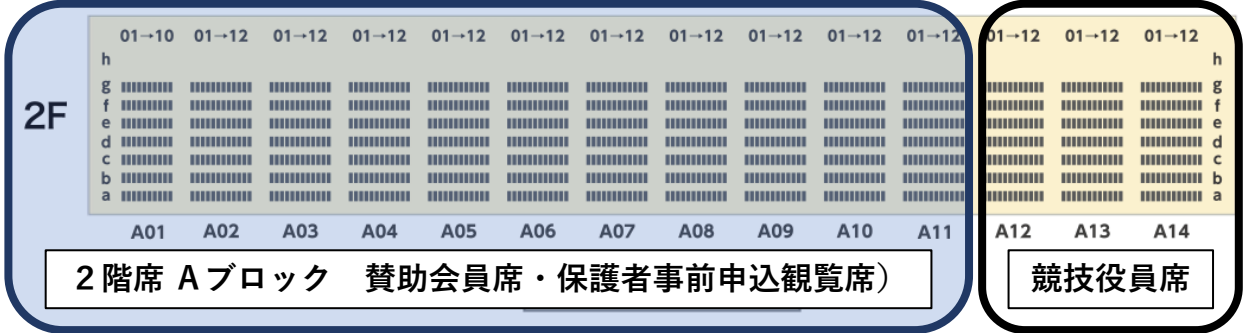 01→10 01→12 01→12 01→12 01→12 01→12 01→12 01→12 01→12 01→12 01→12 01→12 01→12 01→12
h h
g g
2F
f f
e e
d d
c c
b b
a a
A01 A02 A03 A04 A05 A06 A07 A08 A09 A10 A11 A12 A13 A14
2階席 Aブロック 賛助会員席・保護者事前申込観覧席）
競技役員席